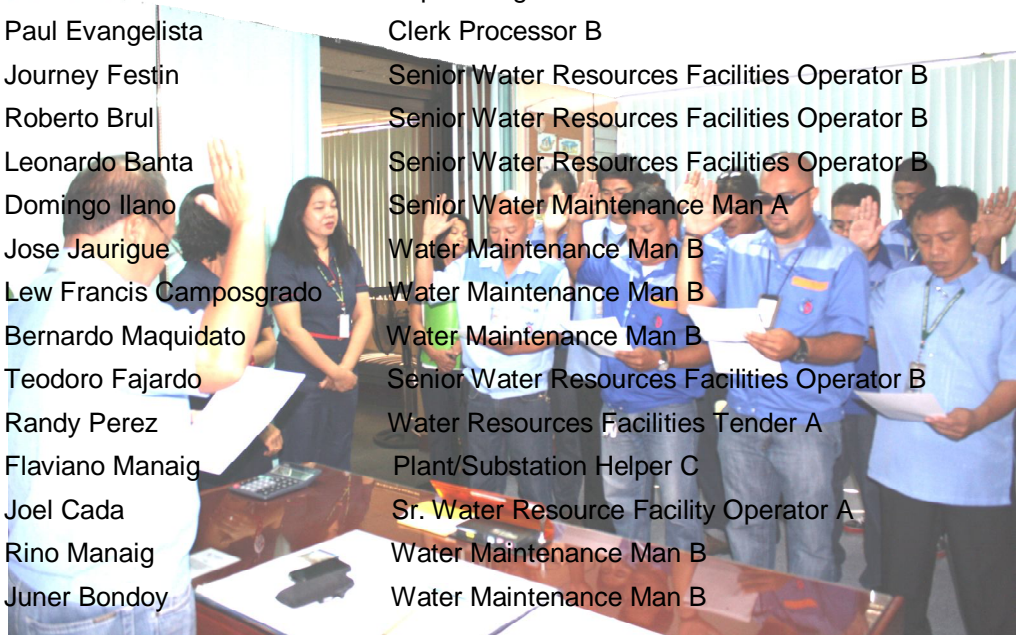 Paul Evangelista Clerk Processor B
Journey Festin Senior Water Resources Facilities Operator B
Roberto Brul Senior Water Resources Facilities Operator B
Leonardo Banta Senior Water Resources Facilities Operator B
Domingo Ilano Senior Water Maintenance Man A
Jose Jaurigue Water Maintenance Man B
Lew Francis Camposgrado Water Maintenance Man B
Bernardo Maquidato Water Maintenance Man B
Teodoro Fajardo Senior Water Resources Facilities Operator B
Randy Perez Water Resources Facilities Tender A
Flaviano Manaig Plant/Substation Helper C
Joel Cada Sr. Water Resource Facility Operator A
Rino Manaig Water Maintenance Man B
Juner Bondoy Water Maintenance Man B